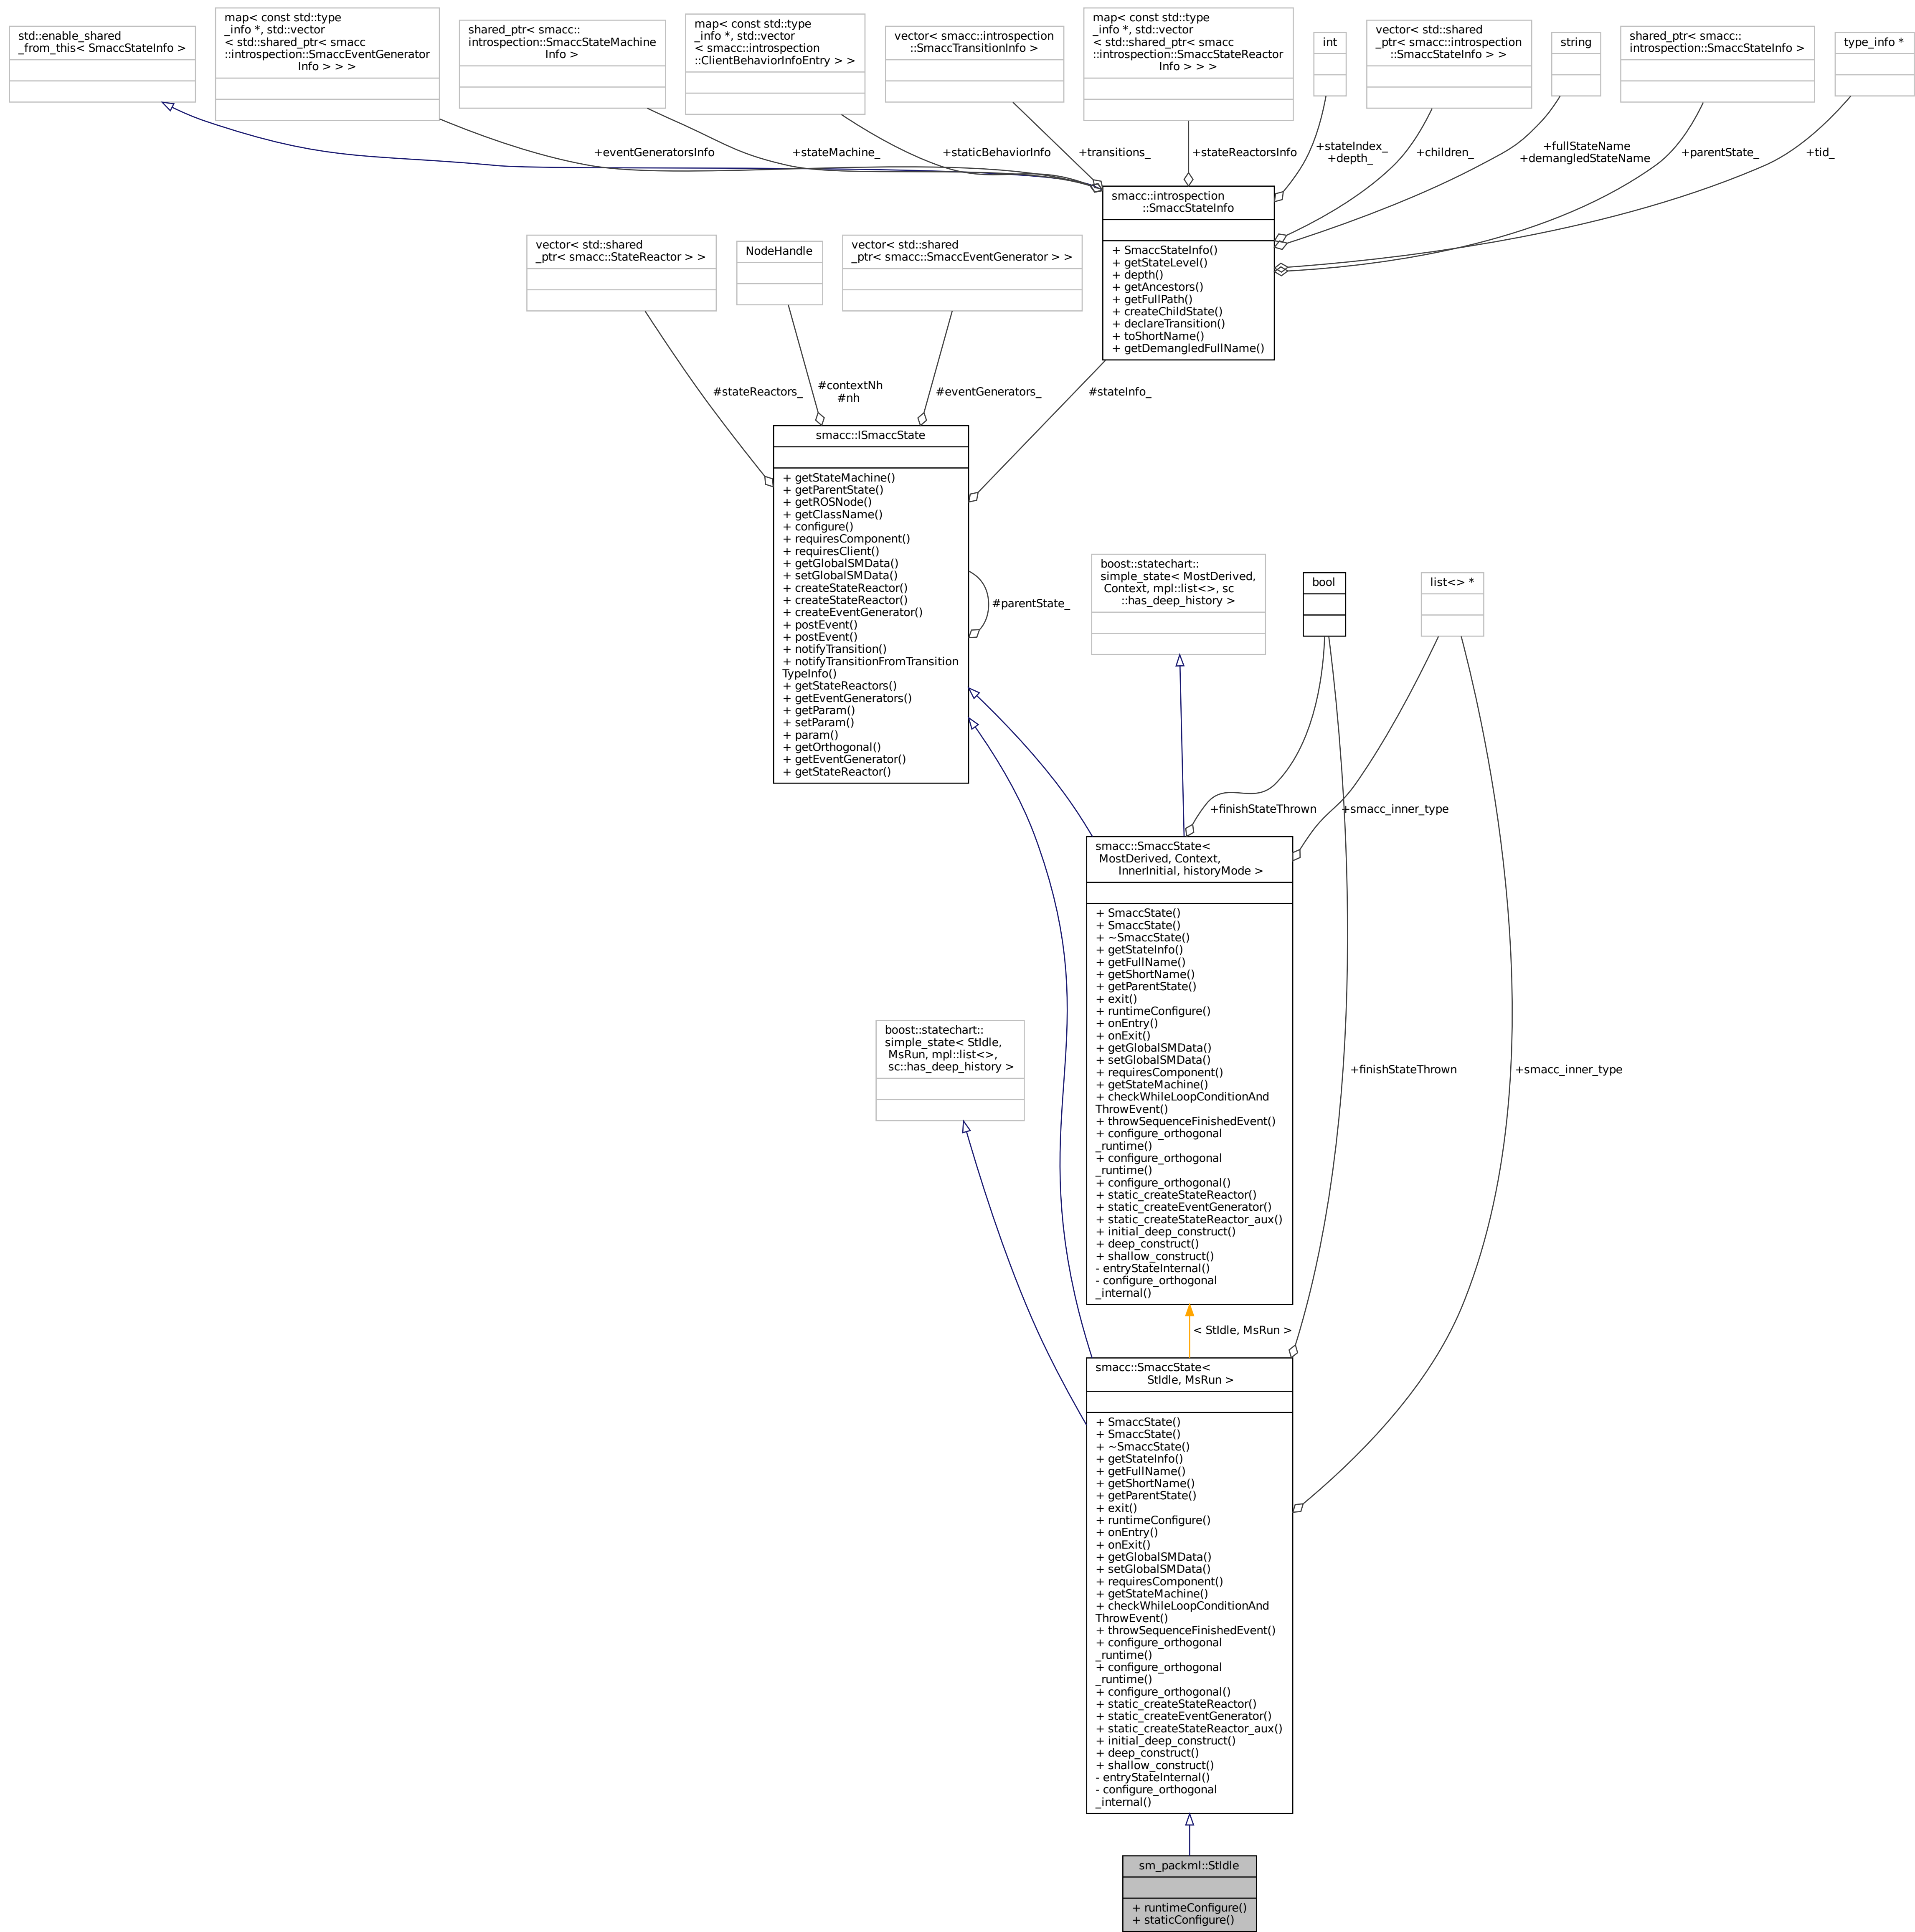 std::enable_shared
_from_this< SmaccStateInfo >
map< const std::type
_info *, std::vector
< std::shared_ptr< smacc
::introspection::SmaccEventGenerator
Info > > >
shared_ptr< smacc::
introspection::SmaccStateMachine
Info >
map< const std::type
_info *, std::vector
< smacc::introspection
::ClientBehaviorInfoEntry > >
vector< smacc::introspection
::SmaccTransitionInfo >
map< const std::type
_info *, std::vector
< std::shared_ptr< smacc
::introspection::SmaccStateReactor
Info > > >
int
vector< std::shared
_ptr< smacc::introspection
::SmaccStateInfo > >
string
shared_ptr< smacc::
introspection::SmaccStateInfo >
type_info *
+eventGeneratorsInfo
+stateMachine_
+staticBehaviorInfo
+transitions_
+stateReactorsInfo
+stateIndex_
+depth_
+children_
+fullStateName
+demangledStateName
+parentState_
+tid_
smacc::introspection
::SmaccStateInfo
+ SmaccStateInfo()
+ getStateLevel()
+ depth()
+ getAncestors()
+ getFullPath()
+ createChildState()
+ declareTransition()
+ toShortName()
+ getDemangledFullName()
vector< std::shared
_ptr< smacc::StateReactor > >
NodeHandle
vector< std::shared
_ptr< smacc::SmaccEventGenerator > >
#stateReactors_
#contextNh
#nh
#eventGenerators_
#stateInfo_
smacc::ISmaccState
+ getStateMachine()
+ getParentState()
+ getROSNode()
+ getClassName()
+ configure()
+ requiresComponent()
+ requiresClient()
+ getGlobalSMData()
+ setGlobalSMData()
+ createStateReactor()
+ createStateReactor()
+ createEventGenerator()
+ postEvent()
+ postEvent()
+ notifyTransition()
+ notifyTransitionFromTransition
TypeInfo()
+ getStateReactors()
+ getEventGenerators()
+ getParam()
+ setParam()
+ param()
+ getOrthogonal()
+ getEventGenerator()
+ getStateReactor()
#parentState_
boost::statechart::
simple_state< MostDerived,
Context, mpl::list<>, sc
::has_deep_history >
bool
list<> *
+finishStateThrown
+smacc_inner_type
smacc::SmaccState<
MostDerived, Context,
InnerInitial, historyMode >
+ SmaccState()
+ SmaccState()
+ ~SmaccState()
+ getStateInfo()
+ getFullName()
+ getShortName()
+ getParentState()
+ exit()
+ runtimeConfigure()
+ onEntry()
+ onExit()
+ getGlobalSMData()
+ setGlobalSMData()
+ requiresComponent()
+ getStateMachine()
+ checkWhileLoopConditionAnd
ThrowEvent()
+ throwSequenceFinishedEvent()
+ configure_orthogonal
_runtime()
+ configure_orthogonal
_runtime()
+ configure_orthogonal()
+ static_createStateReactor()
+ static_createEventGenerator()
+ static_createStateReactor_aux()
+ initial_deep_construct()
+ deep_construct()
+ shallow_construct()
- entryStateInternal()
- configure_orthogonal
_internal()
boost::statechart::
simple_state< StIdle,
MsRun, mpl::list<>,
sc::has_deep_history >
+finishStateThrown
+smacc_inner_type
< StIdle, MsRun >
smacc::SmaccState<
StIdle, MsRun >
+ SmaccState()
+ SmaccState()
+ ~SmaccState()
+ getStateInfo()
+ getFullName()
+ getShortName()
+ getParentState()
+ exit()
+ runtimeConfigure()
+ onEntry()
+ onExit()
+ getGlobalSMData()
+ setGlobalSMData()
+ requiresComponent()
+ getStateMachine()
+ checkWhileLoopConditionAnd
ThrowEvent()
+ throwSequenceFinishedEvent()
+ configure_orthogonal
_runtime()
+ configure_orthogonal
_runtime()
+ configure_orthogonal()
+ static_createStateReactor()
+ static_createEventGenerator()
+ static_createStateReactor_aux()
+ initial_deep_construct()
+ deep_construct()
+ shallow_construct()
- entryStateInternal()
- configure_orthogonal
_internal()
sm_packml::StIdle
+ runtimeConfigure()
+ staticConfigure()